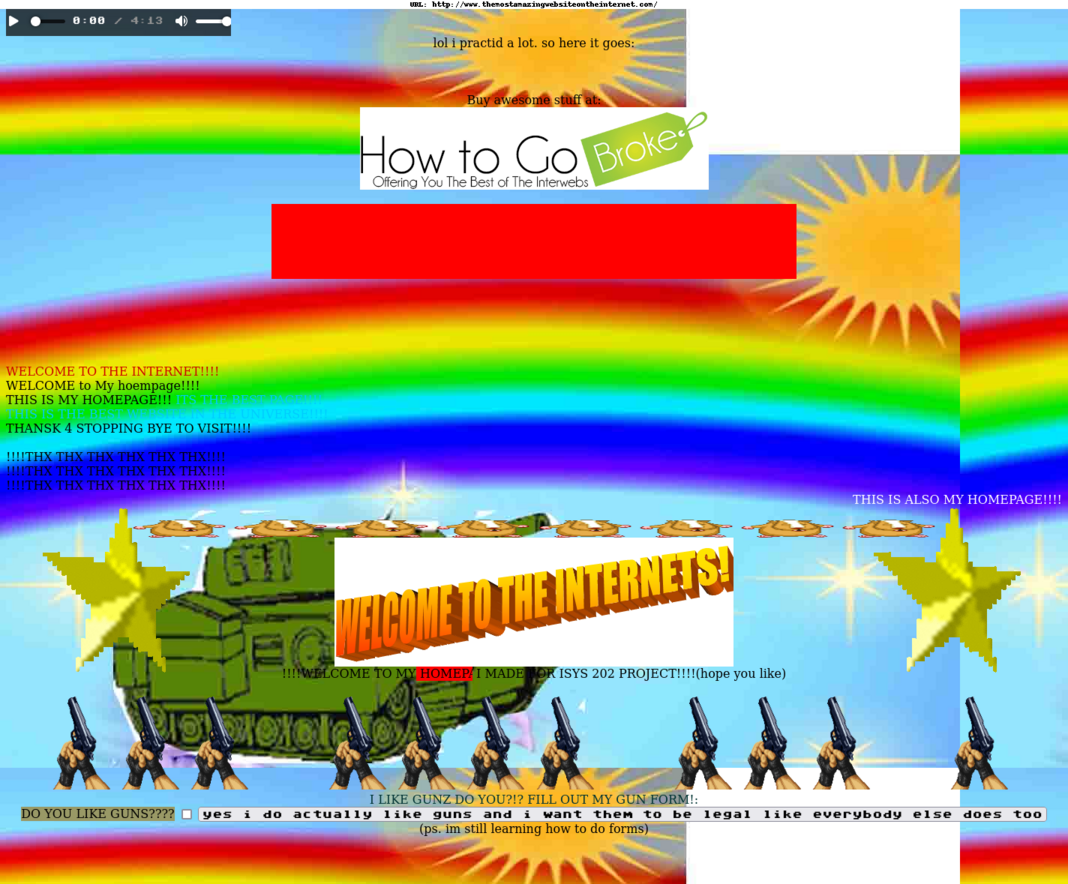 URL: http://www.themostamazingwebsiteontheinternet.com/
0:00 / 4:13
lol i practid a lot. so here it goes:
Buy awesome stuff at:
How to Go Broke
Offering You The Best of The Interwebs
WELCOME TO THE INTERNET!!!!
WELCOME to My hoempage!!!!
THIS IS MY HOMEPAGE!!! ITS THE BEST
THIS IS THE BEST WEBSITE IN THE UNIVERSE!!!!
THANSK 4 STOPPING BYE TO VISIT!!!!
!!!!THX THX THX THX THX THX!!!!
!!!!THX THX THX THX THX THX!!!!
!!!!THX THX THX THX THX THX!!!!
THIS IS ALSO MY HOMEPAGE!!!!
WELCOME TO THE INTERNETS!
!!!!WELCOME TO MY HOMEP I MADE FOR ISYS 202 PROJECT!!!!(hope you like)
I LIKE GUNZ DO YOU?!? FILL OUT MY GUN FORM!:
DO YOU LIKE GUNS???? yes i do actually like guns and i want them to be legal like everybody else does too
(ps. im still learning how to do forms)